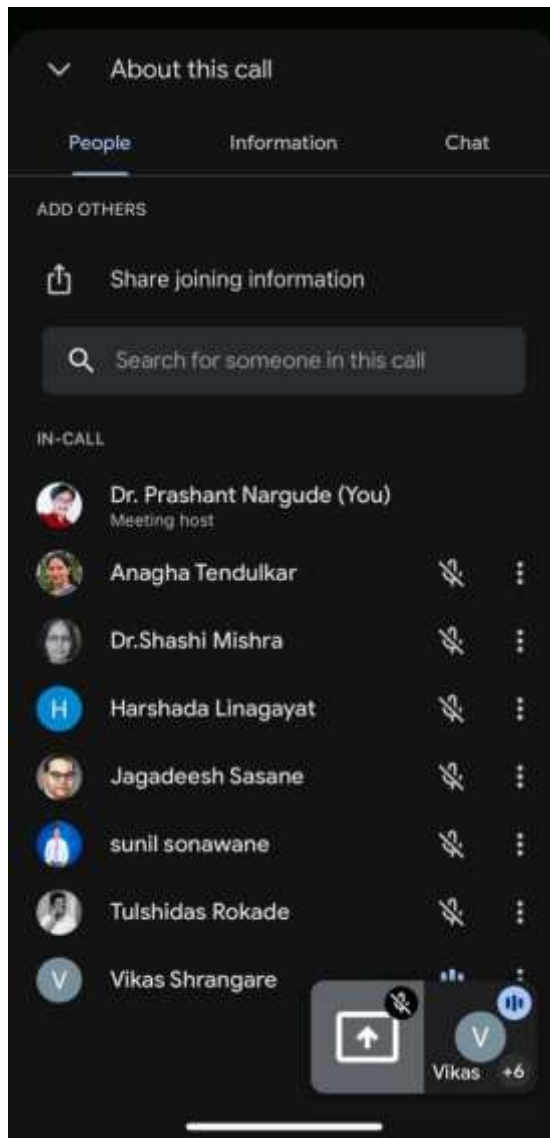 About this call
People Information Chat
ADD OTHERS
Share joining information
Search for someone in this call
IN-CALL
Dr. Prashant Nargude (You)
Meeting host
Anagha Tendulkar
Dr.Shashi Mishra
H Harshada Linagayat
Jagadeesh Sasane
sunil sonawane
Tulshidas Rokade
V Vikas Shrangare
V
Vikas +6